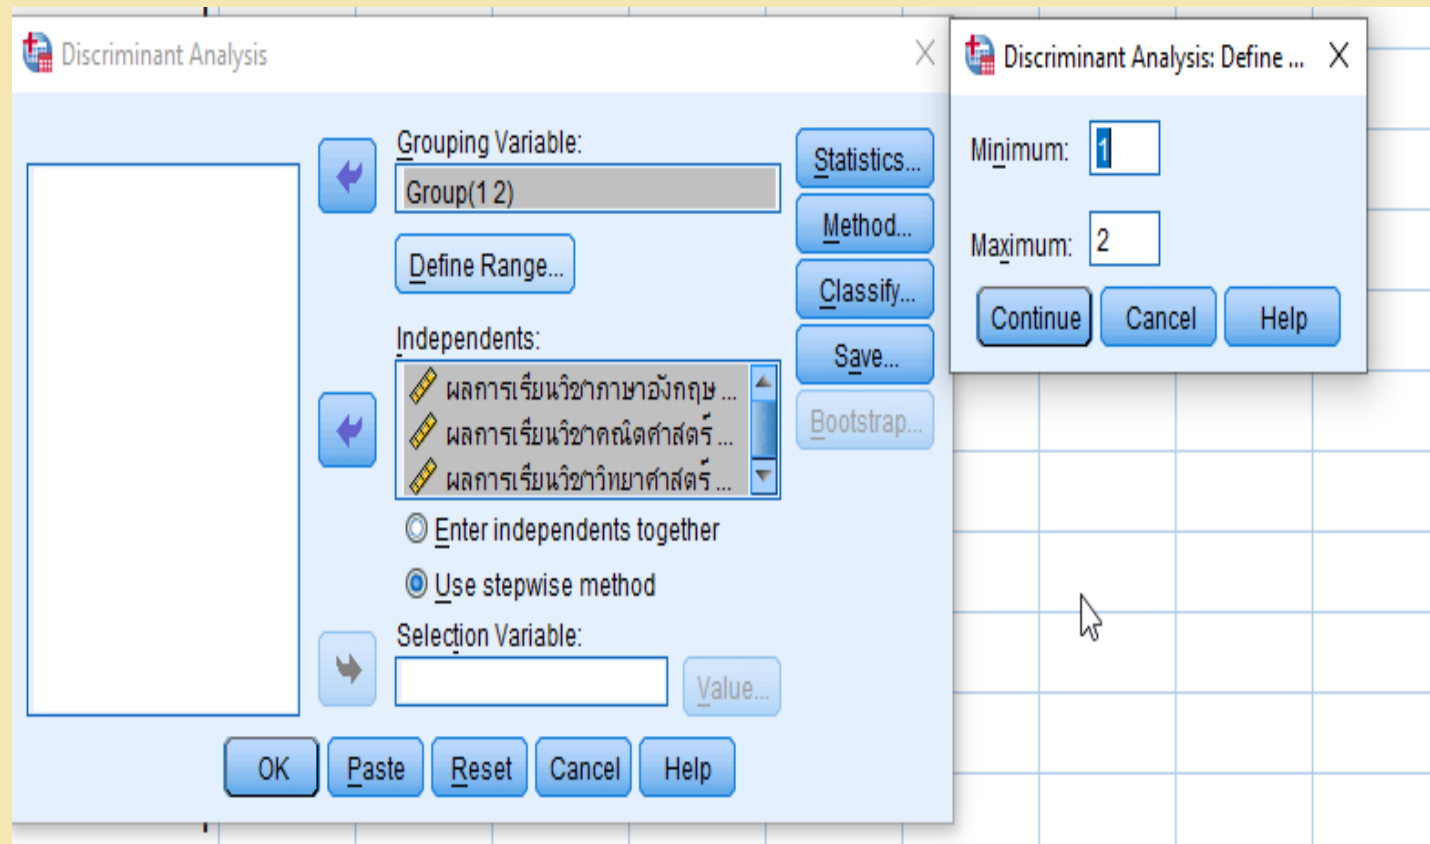 Discriminant Analysis
Grouping Variable:
Group(1 2)
Define Range...
Independents:
ผลการเรียนวิชาภาษาอังกฤษ ...
ผลการเรียนวิชาคณิตศาสตร์ ...
ผลการเรียนวิชาวิทยาศาสตร์ ...
Enter independents together
Use stepwise method
Selection Variable:
Value...
Statistics...
Method...
Classify...
Save...
Bootstrap...
OK
Paste
Reset
Cancel
Help
Discriminant Analysis: Define ...
Minimum: 1
Maximum: 2
Continue
Cancel
Help